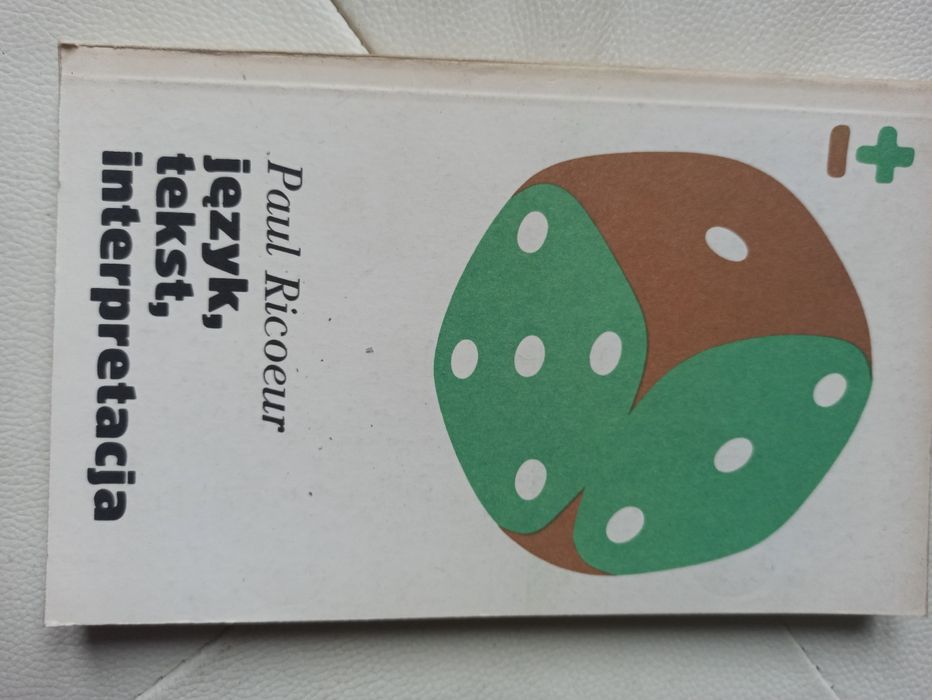 Paul Ricoeur
język,
tekst,
interpretacja